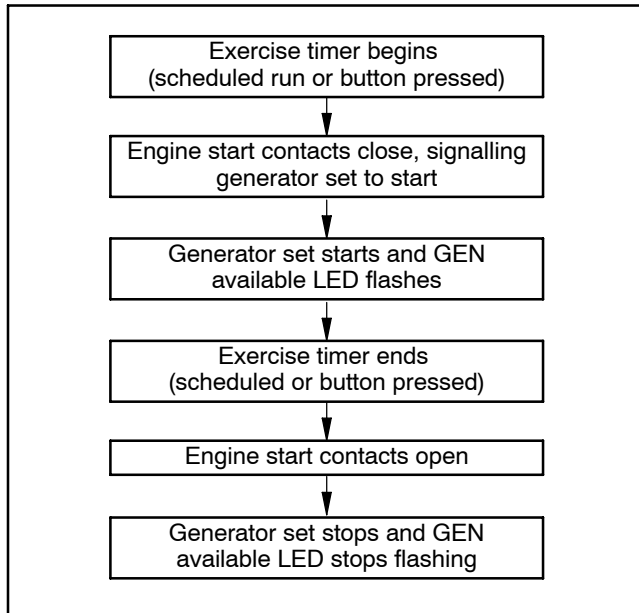 Exercise timer begins
(scheduled run or button pressed)
Engine start contacts close, signalling
generator set to start
Generator set starts and GEN
available LED flashes
Exercise timer ends
(scheduled or button pressed)
Engine start contacts open
Generator set stops and GEN
available LED stops flashing